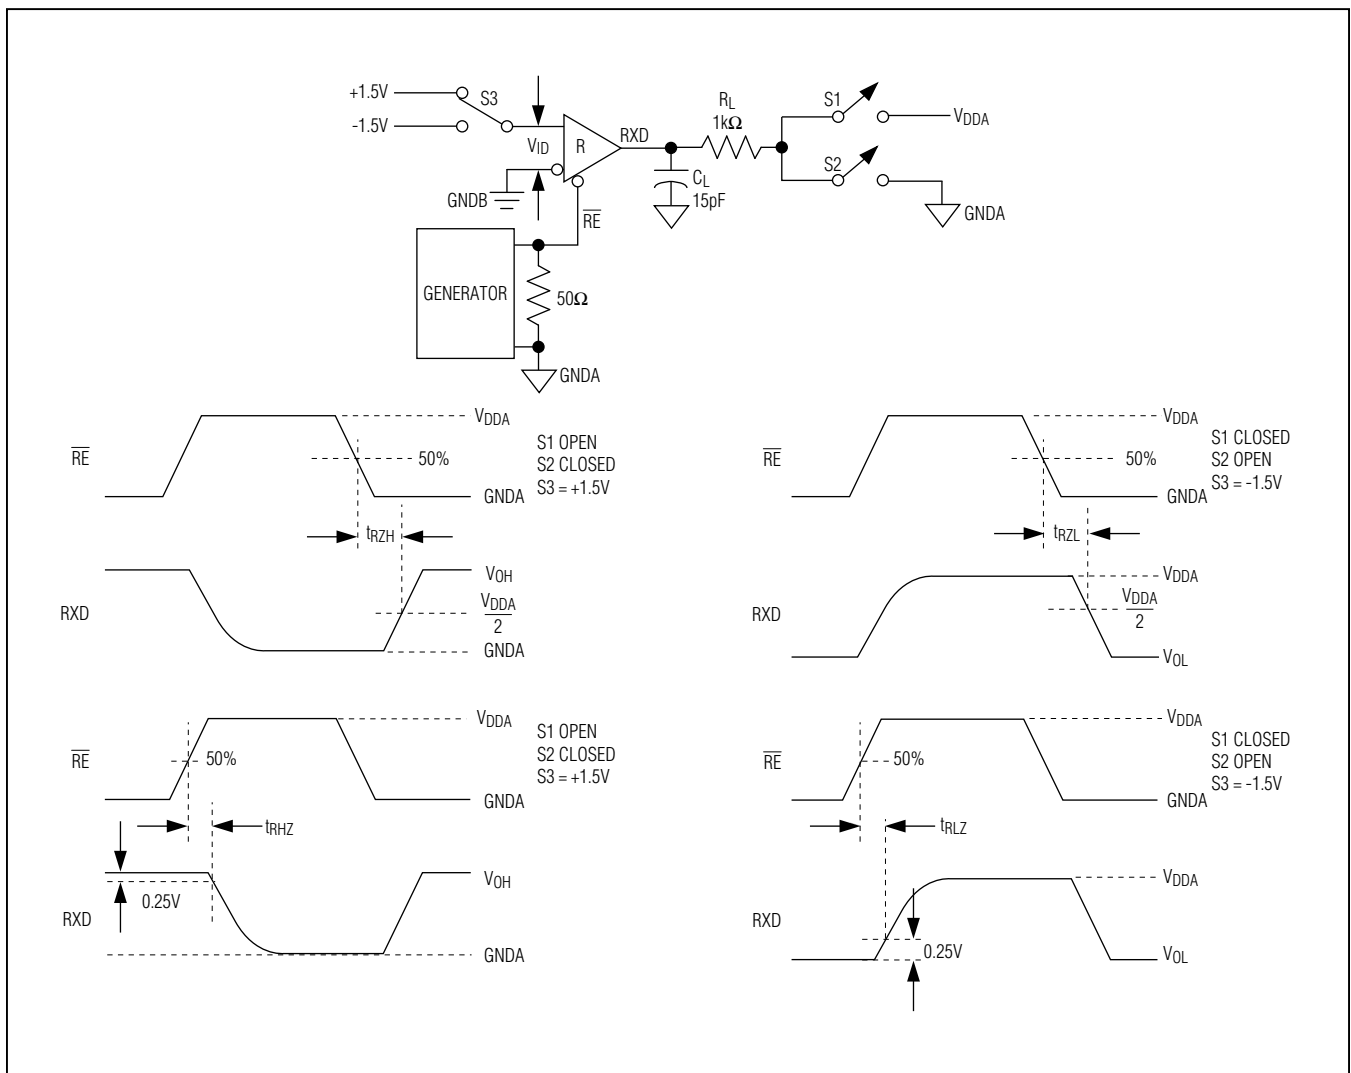 +1.5V
-1.5V
S3
VID
R
GNDB
RE
RXD
RL
1kΩ
CL
15pF
S1
VDDA
S2
GNDA
GENERATOR
50Ω
GNDA
RE
VDDA
50%
GNDA
S1 OPEN
S2 CLOSED
S3 = +1.5V
tRZH
RXD
VOH
VDDA
2
GNDA
RE
VDDA
50%
GNDA
S1 CLOSED
S2 OPEN
S3 = -1.5V
tRZL
RXD
VDDA
VDDA
2
VOL
RE
VDDA
50%
GNDA
S1 OPEN
S2 CLOSED
S3 = +1.5V
tRHZ
RXD
0.25V
VOH
GNDA
RE
VDDA
50%
GNDA
S1 CLOSED
S2 OPEN
S3 = -1.5V
tRLZ
RXD
VDDA
0.25V
VOL